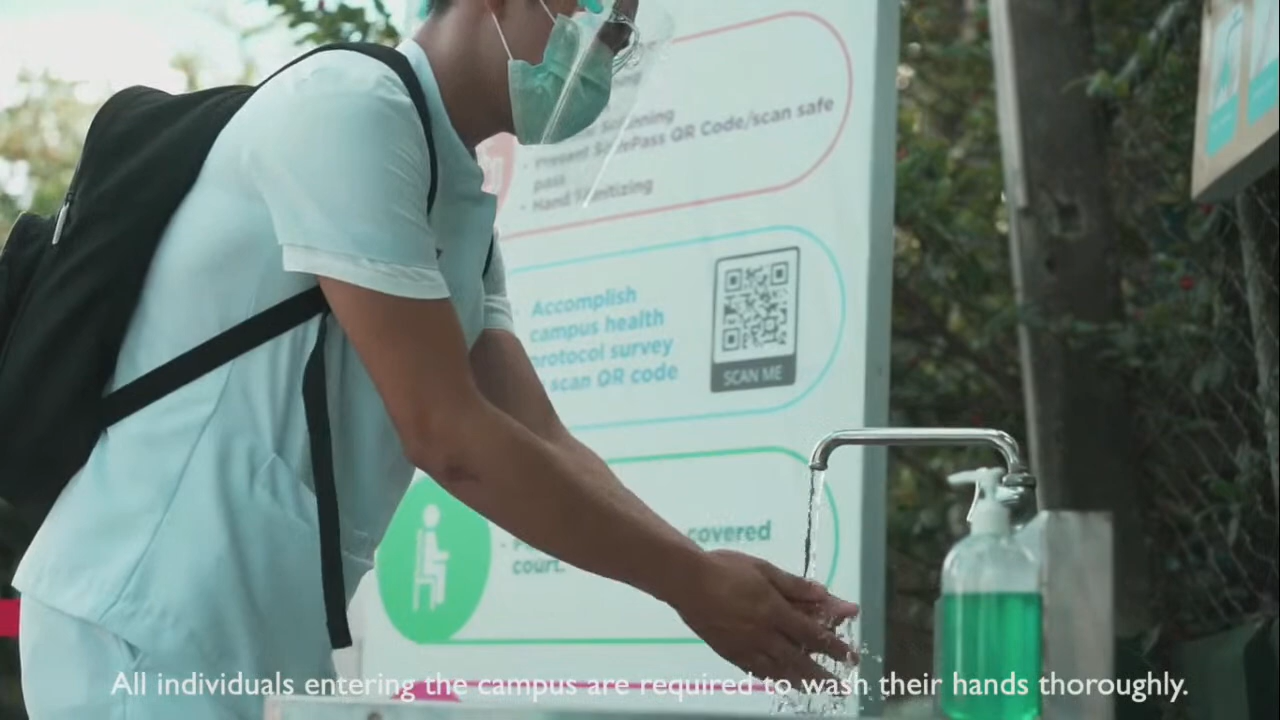 Present SafePass QR Code/scan safe
pass
Hand Sanitizing
Accomplish
campus health
protocol survey
scan QR code
SCAN ME
covered
court.
All individuals entering the campus are required to wash their hands thoroughly.